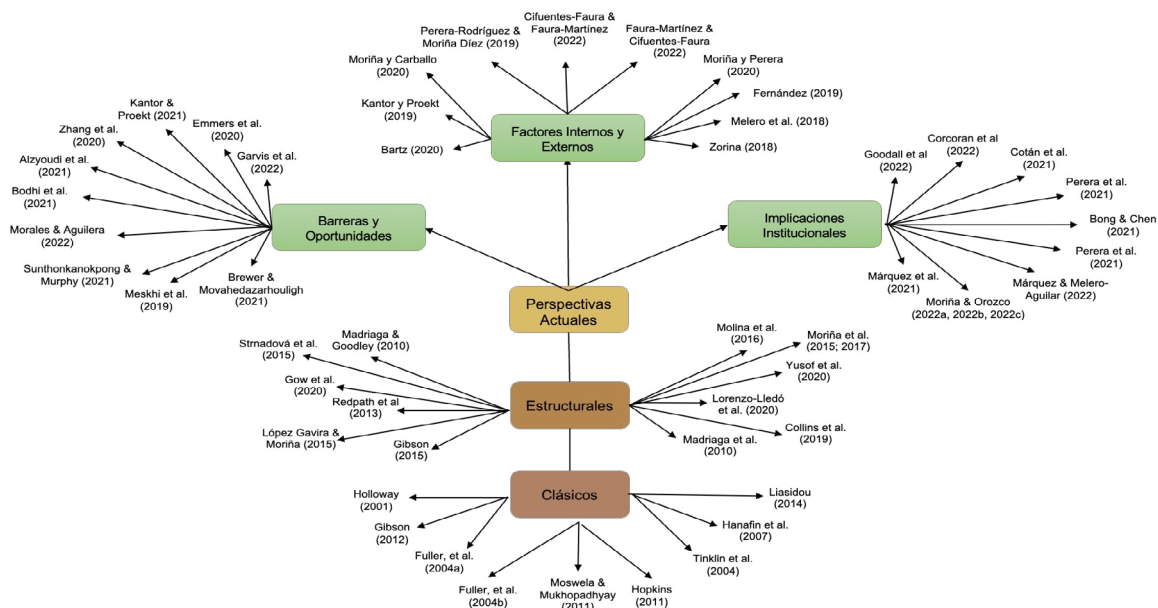 Cifuentes-Faura &
Faura-Martínez
(2022)
Perera-Rodríguez &
Moriña Díez (2019)
Faura-Martínez &
Cifuentes-Faura
(2022)
Moriña y Carballo
(2020)
Moriña y Perera
(2020)
Kantor y Proekt
(2019)
Fernández (2019)
Bartz (2020)
Melero et al. (2018)
Zorina (2018)
Factores Internos y
Externos
Kantor &
Proekt (2021)
Emmers et al.
(2020)
Zhang et al.
(2020)
Garvis et al.
(2022)
Alzyoudi et al.
(2021)
Bodhi et al.
(2021)
Morales & Aguilera
(2022)
Sunthonkanokpong &
Murphy (2021)
Meskhi et al.
(2019)
Brewer &
Movahedazarhouligh
(2021)
Barreras y
Oportunidades
Implicaciones
Institucionales
Goodall et al
(2022)
Corcoran et al
(2022)
Cotán et al.
(2021)
Perera et al.
(2021)
Bong & Chen
(2021)
Perera et al.
(2021)
Márquez & Melero-
Aguilar (2022)
Márquez et al.
(2021)
Moriña & Orozco
(2022a, 2022b, 2022c)
Perspectivas
Actuales
Madriaga &
Goodley (2010)
Strnadová et al.
(2015)
Gow et al.
(2020)
Redpath et al
(2013)
López Gavira &
Moriña (2015)
Gibson
(2015)
Estructurales
Molina et al.
(2016)
Moriña et al.
(2015; 2017)
Yusof et al.
(2020)
Lorenzo-Lledó
et al. (2020)
Collins et al.
(2019)
Madriaga et al.
(2010)
Clásicos
Holloway
(2001)
Gibson
(2012)
Fuller, et al.
(2004a)
Fuller, et al.
(2004b)
Moswela &
Mukhopadhyay
(2011)
Hopkins
(2011)
Tinklin et al.
(2004)
Hanafin et al.
(2007)
Liasidou
(2014)